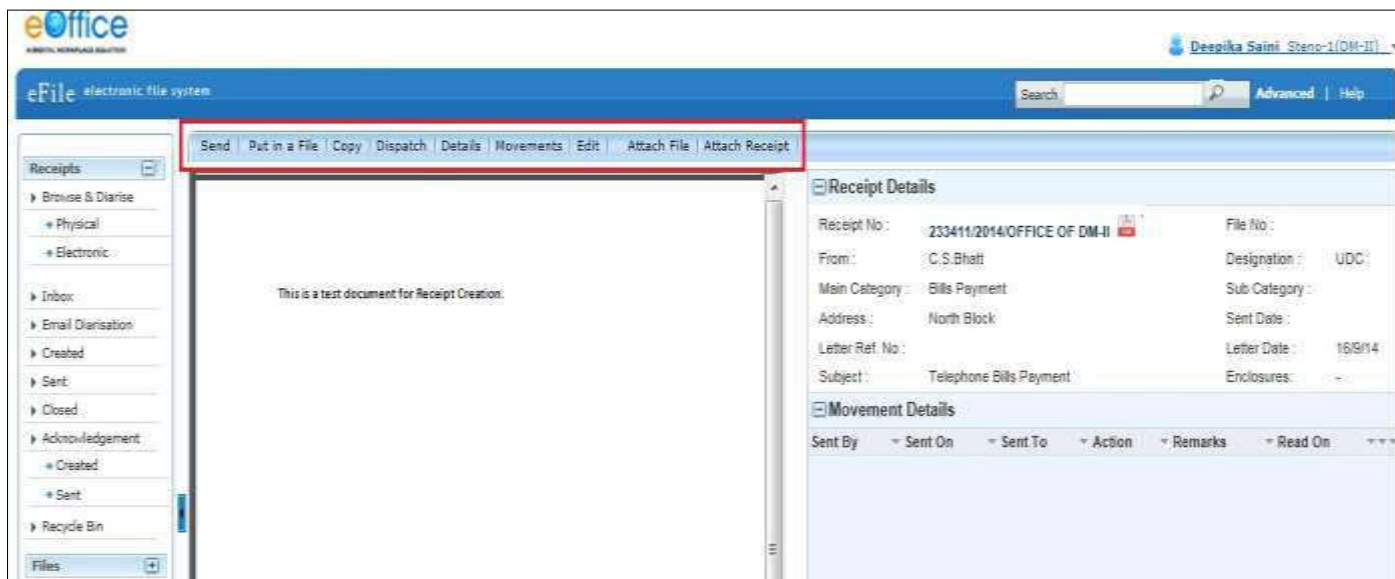 eOffice
A DIGITAL WORKPLACE SOLUTION
Deepika Saini Steno-1(DM-II)
eFile electronic file system
Search
Advanced | Help
Send | Put in a File | Copy | Dispatch | Details | Movements | Edit | Attach File | Attach Receipt
Receipts
Browse & Diarise
Physical
Electronic
Inbox
Email Diarisation
Created
Sent
Closed
Acknowledgement
Created
Sent
Recycle Bin
Files
This is a test document for Receipt Creation.
Receipt Details
Receipt No : 233411/2014/OFFICE OF DM-II File No :
From : C.S.Bhatt Designation : UDC
Main Category : Bills Payment Sub Category :
Address : North Block Sent Date :
Letter Ref. No : Letter Date : 16/9/14
Subject : Telephone Bills Payment Enclosures: -
Movement Details
Sent By Sent On Sent To Action Remarks Read On